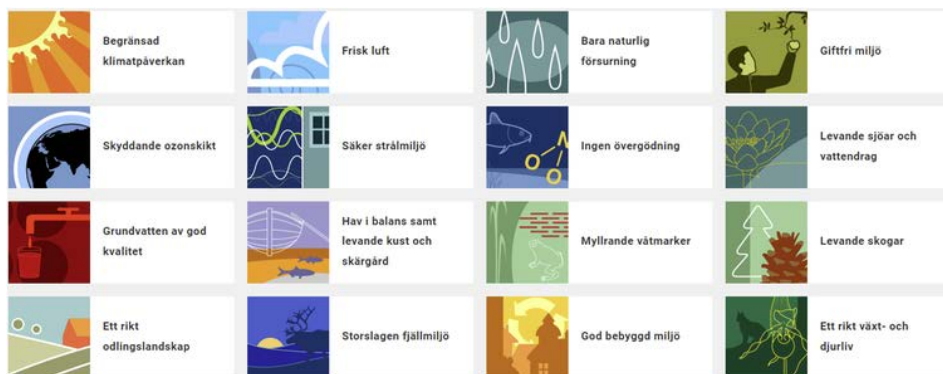 Begränsad
klimatpåverkan
Frisk luft
Bara naturlig
försurning
Giftfri miljö
Skyddande ozonskikt
Säker strålmiljö
Ingen övergödning
Levande sjöar och
vattendrag
Grundvatten av god
kvalitet
Hav i balans samt
levande kust och
skärgård
Myllrande våtmarker
Levande skogar
Ett rikt
odlingslandskap
Storslagen fjällmiljö
God bebyggd miljö
Ett rikt växt- och
djurliv
N
O
O